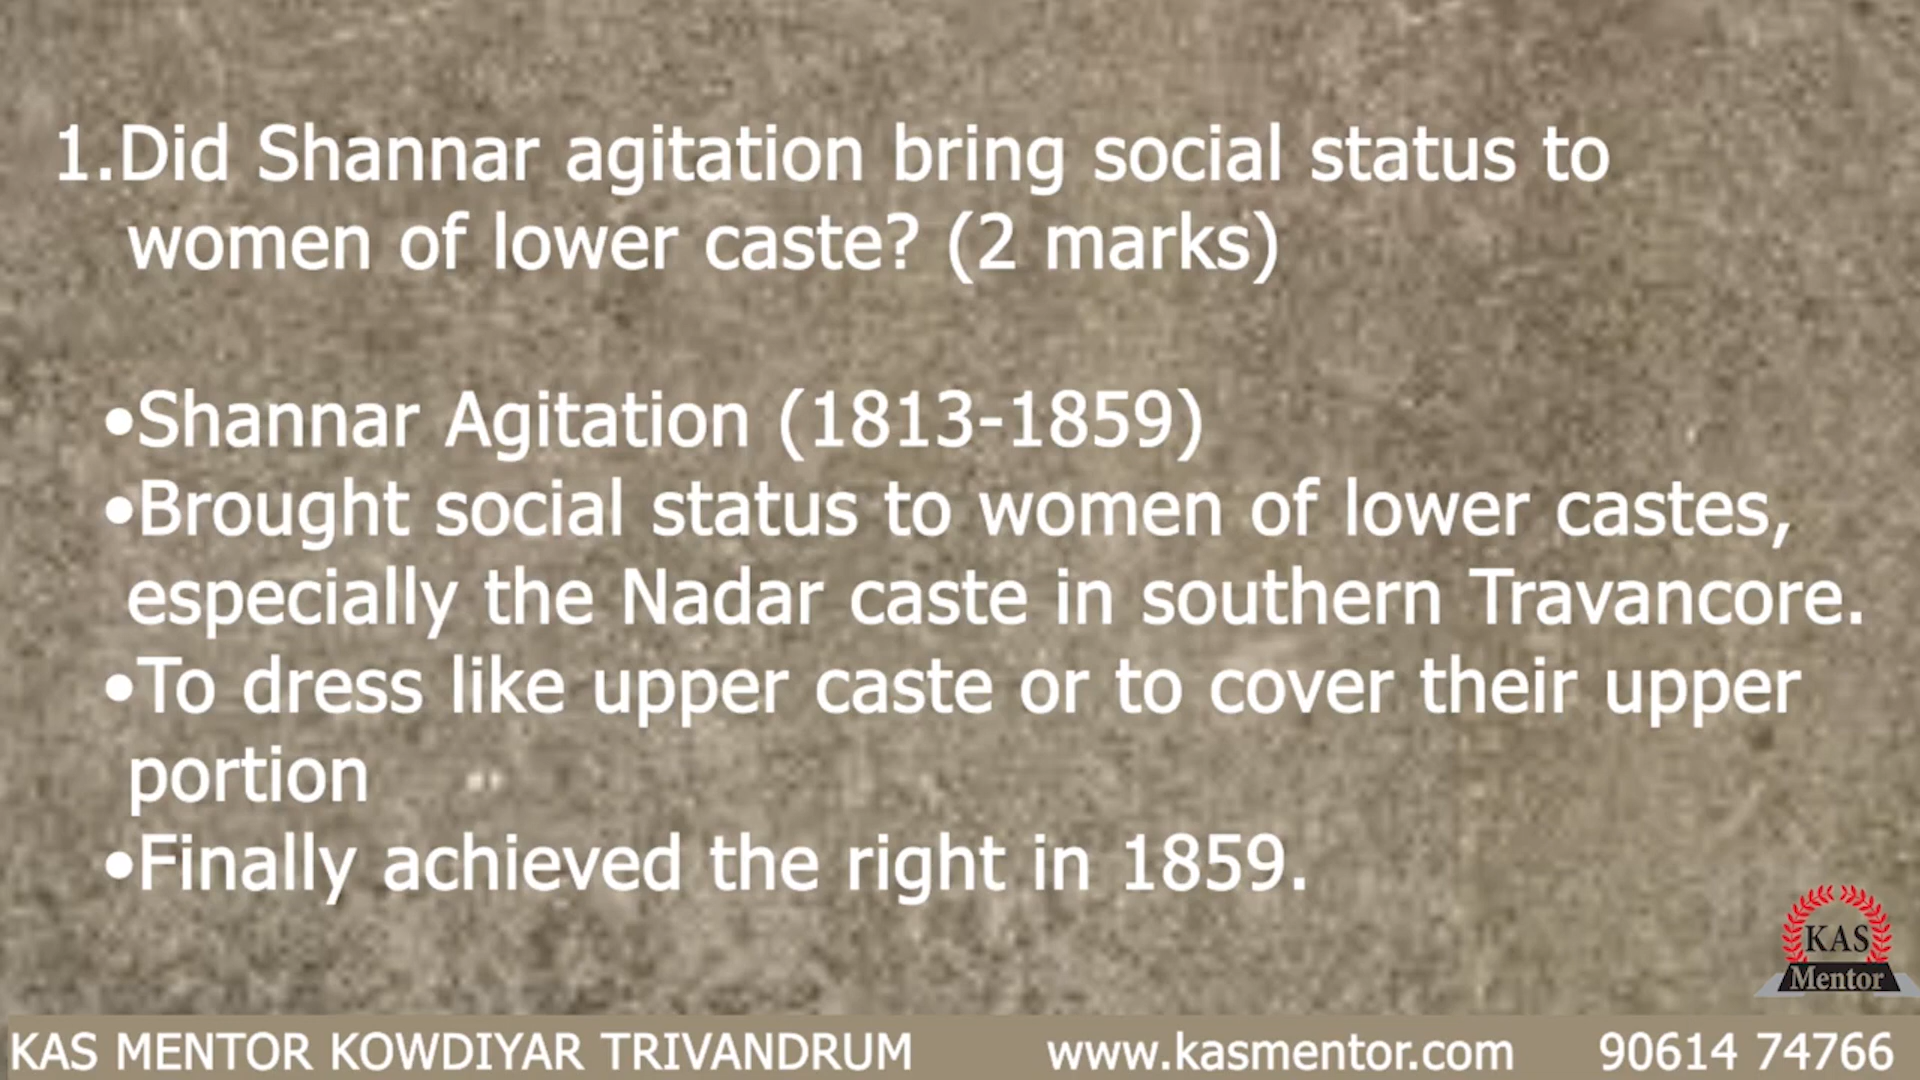 1.Did Shannar agitation bring social status to
women of lower caste? (2 marks)
•Shannar Agitation (1813-1859)
•Brought social status to women of lower castes,
especially the Nadar caste in southern Travancore.
•To dress like upper caste or to cover their upper
portion
•Finally achieved the right in 1859.
KAS
Mentor
KAS MENTOR KOWDIYAR TRIVANDRUM www.kasmentor.com 90614 74766